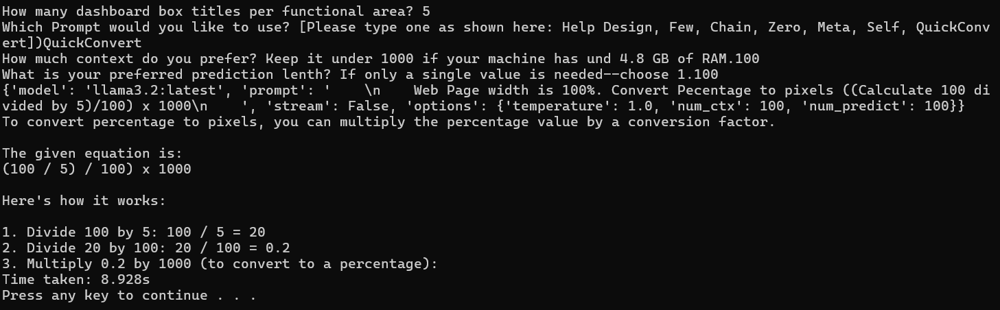 How many dashboard box titles per functional area? 5
Which Prompt would you like to use? [Please type one as shown here: Help Design, Few, Chain, Zero, Meta, Self, QuickConv
ert])QuickConvert
How much context do you prefer? Keep it under 1000 if your machine has und 4.8 GB of RAM.100
What is your preferred prediction lenth? If only a single value is needed--choose 1.100
{'model': 'llama3.2:latest', 'prompt': '    \n    Web Page width is 100%. Convert Pecentage to pixels ((Calculate 100 di
vided by 5)/100) x 1000\n    ', 'stream': False, 'options': {'temperature': 1.0, 'num_ctx': 100, 'num_predict': 100}}
To convert percentage to pixels, you can multiply the percentage value by a conversion factor.

The given equation is:
(100 / 5) / 100) x 1000

Here's how it works:

1. Divide 100 by 5: 100 / 5 = 20
2. Divide 20 by 100: 20 / 100 = 0.2
3. Multiply 0.2 by 1000 (to convert to a percentage):
Time taken: 8.928s
Press any key to continue . . .